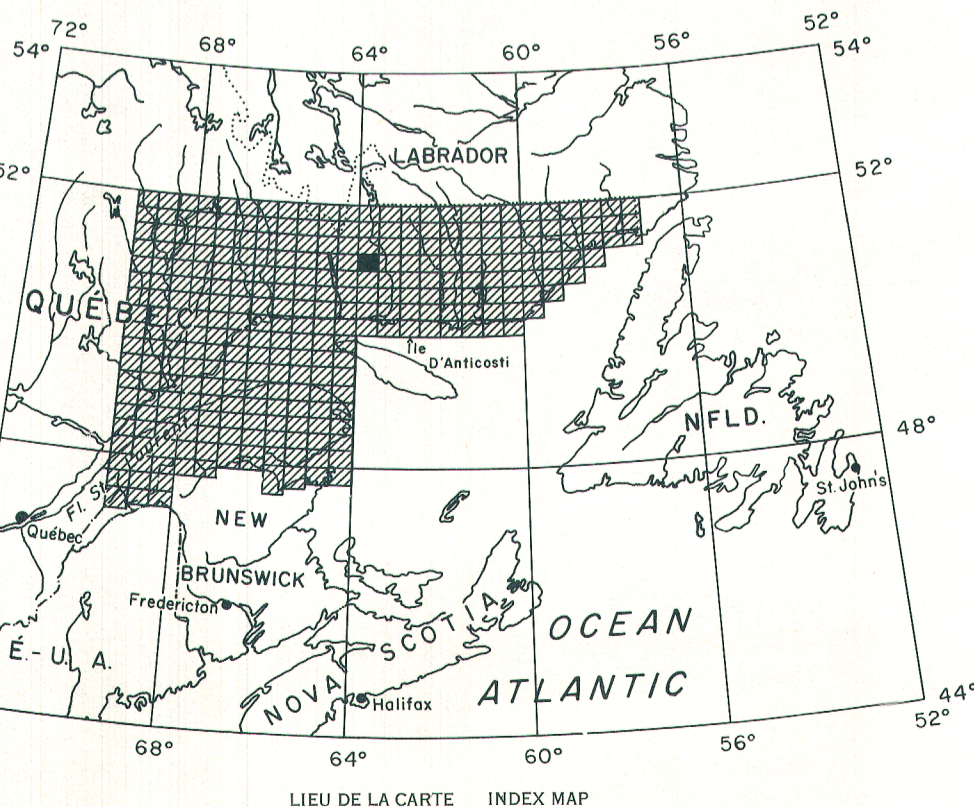 72° 52°
54° 68° 64° 60° 56° 54°
LABRADOR
52° 52°
QUÉBEC
Île
D'Anticosti
NFLD. 48°
St. John's
Fl. St Laurent
Québec
NEW
BRUNSWICK
Fredericton
É.-U. A.
NOVA SCOTIA
Halifax
OCEAN
ATLANTIC
44°
52°
68° 64° 60° 56°
LIEU DE LA CARTE INDEX MAP